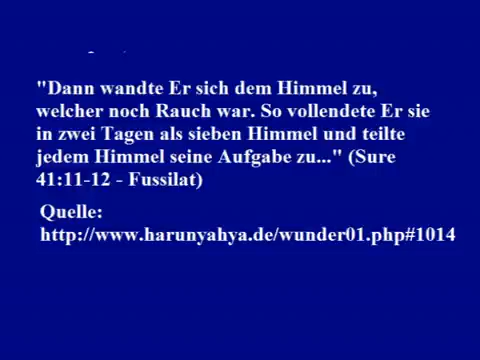 "Dann wandte Er sich dem Himmel zu,
welcher noch Rauch war. So vollendete Er sie
in zwei Tagen als sieben Himmel und teilte
jedem Himmel seine Aufgabe zu..." (Sure
41:11-12 - Fussilat)
Quelle:
http://www.harunyahya.de/wunder01.php#1014